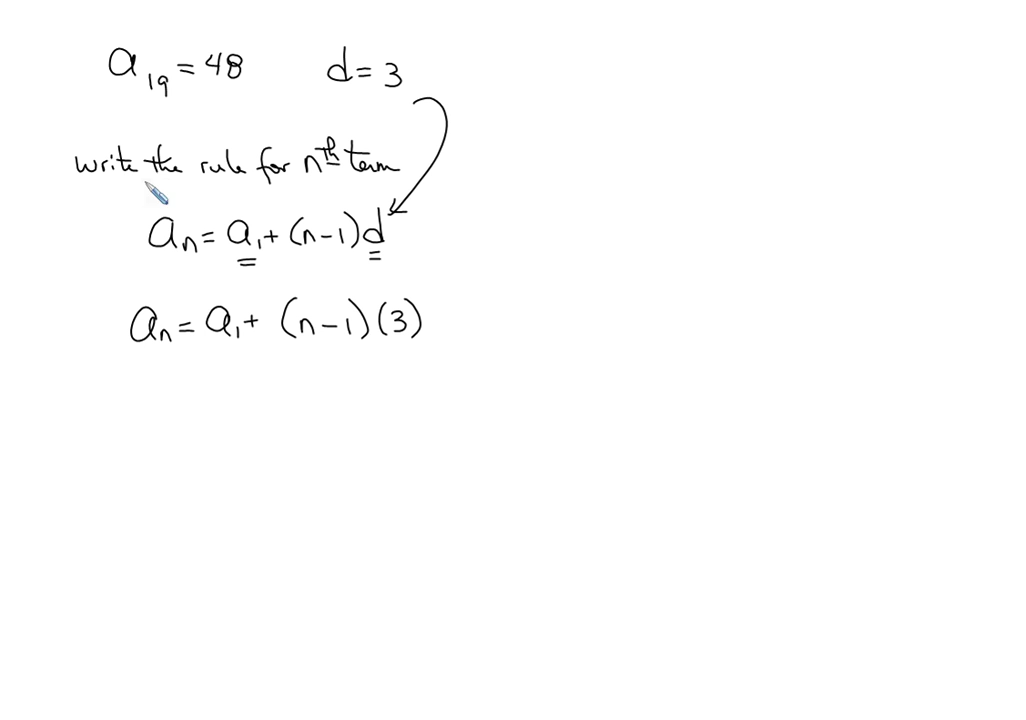 a₁₉ = 48 d = 3
write the rule for nᵗʰ term
aₙ = a₁ + (n-1)d
aₙ = a₁ + (n-1)(3)